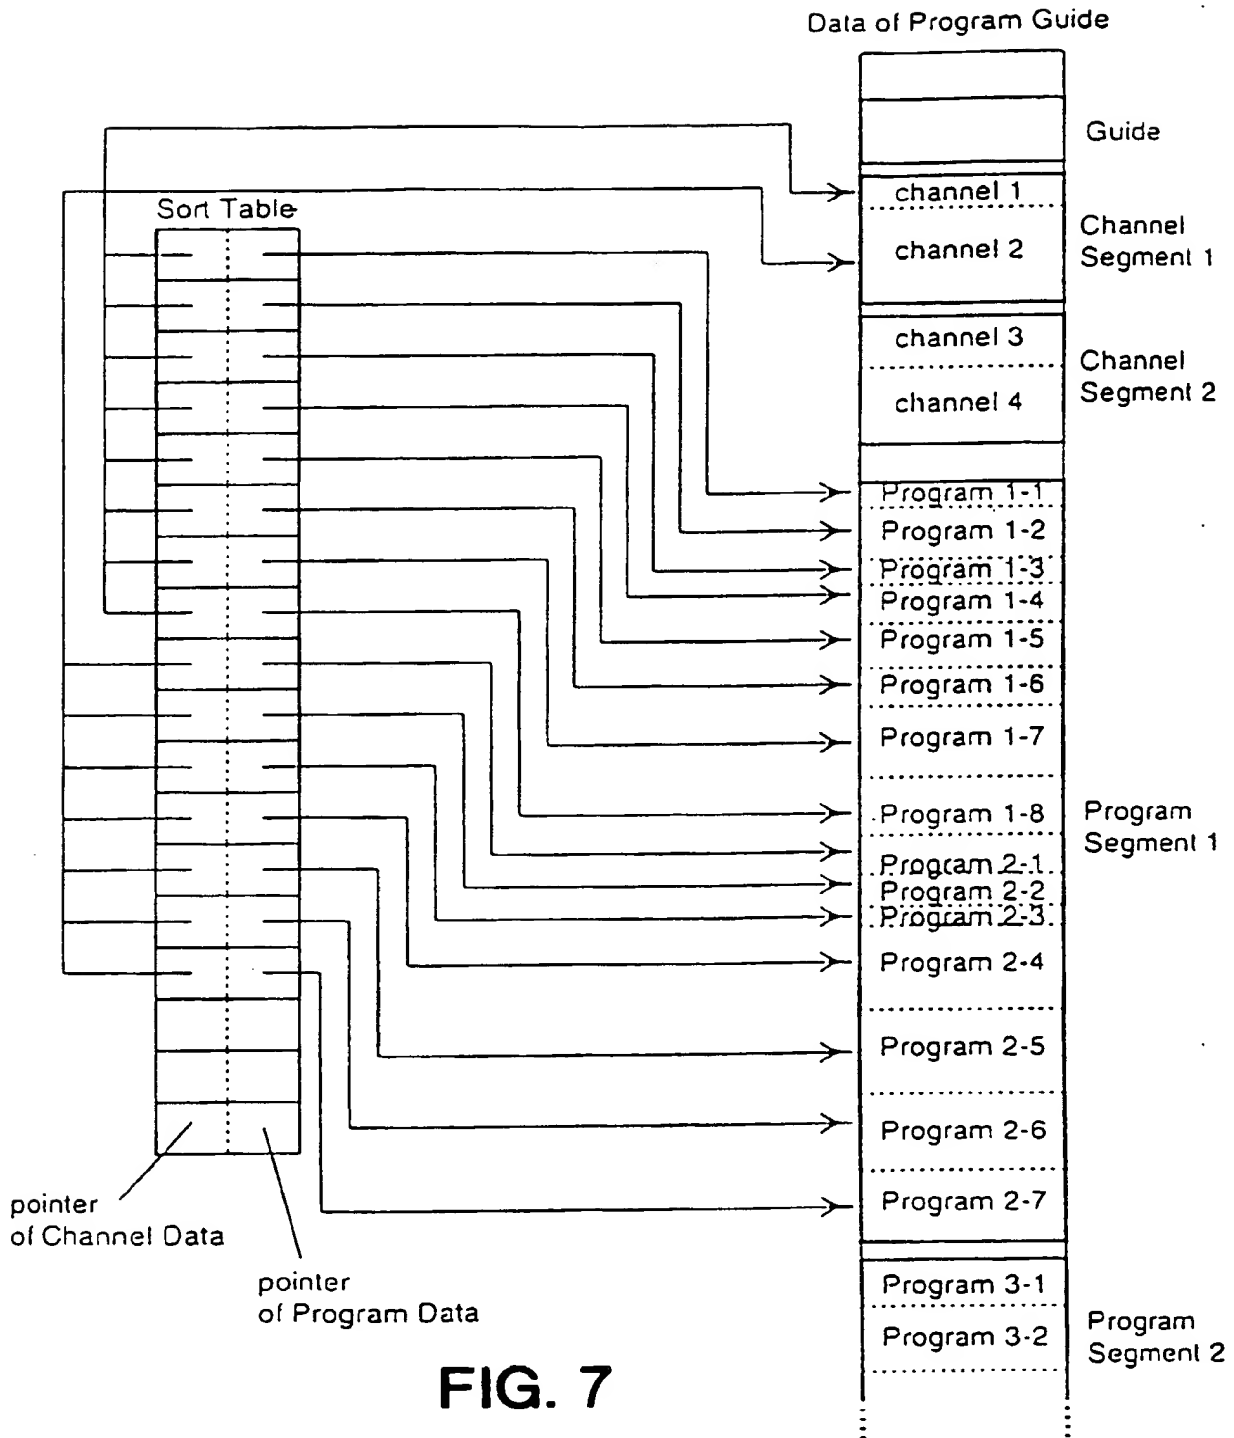 Data of Program Guide
Guide
Sort Table
channel 1
channel 2
Channel
Segment 1
channel 3
channel 4
Channel
Segment 2
Program 1-1
Program 1-2
Program 1-3
Program 1-4
Program 1-5
Program 1-6
Program 1-7
Program 1-8
Program 2-1
Program 2-2
Program 2-3
Program 2-4
Program 2-5
Program 2-6
Program 2-7
Program
Segment 1
pointer
of Channel Data
pointer
of Program Data
Program 3-1
Program 3-2
Program
Segment 2
FIG. 7